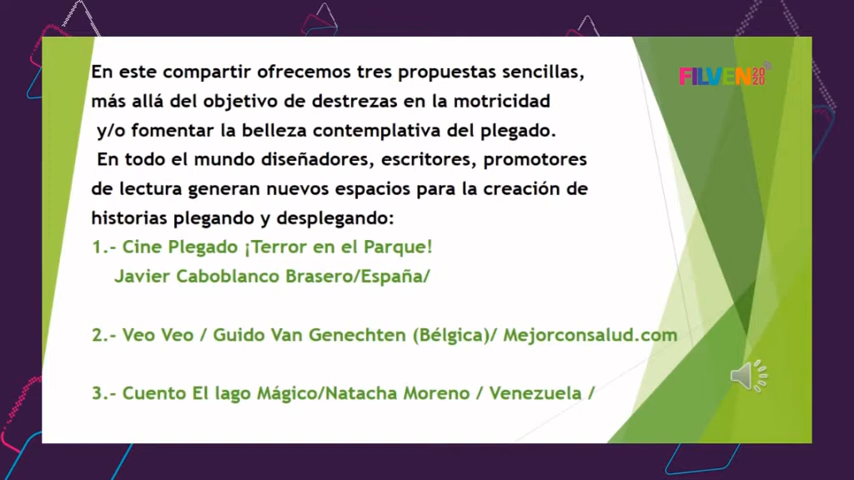 En este compartir ofrecemos tres propuestas sencillas,
más allá del objetivo de destrezas en la motricidad
y/o fomentar la belleza contemplativa del plegado.
En todo el mundo diseñadores, escritores, promotores
de lectura generan nuevos espacios para la creación de
historias plegando y desplegando:
1.- Cine Plegado ¡Terror en el Parque!
Javier Caboblanco Brasero/España/
2.- Veo Veo / Guido Van Genechten (Bélgica)/ Mejorconsalud.com
3.- Cuento El lago Mágico/Natacha Moreno / Venezuela /
FILVEN 2020